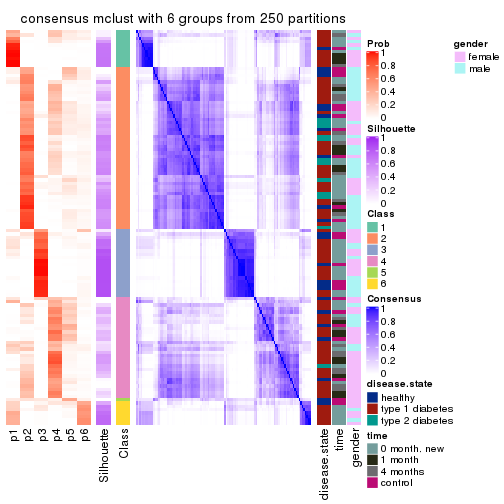 consensus mclust with 6 groups from 250 partitions
Prob
1
0.8
0.6
0.4
0.2
0
gender
female
male
Silhouette
1
0.8
0.6
0.4
0.2
0
Class
1
2
3
4
5
6
Consensus
1
0.8
0.6
0.4
0.2
0
disease.state
healthy
type 1 diabetes
type 2 diabetes
time
0 month. new
1 month
4 months
control
p1
p2
p3
p4
p5
p6
Silhouette
Class
disease.state
time
gender